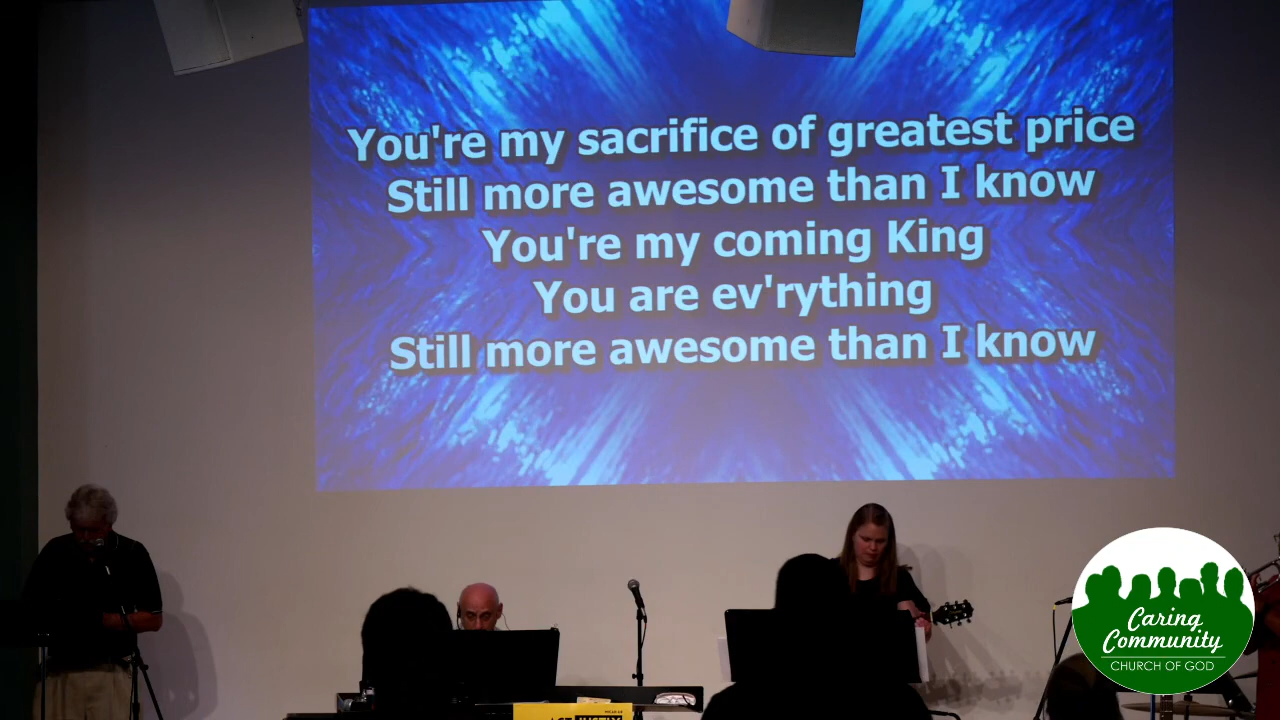 You're my sacrifice of greatest price
Still more awesome than I know
You're my coming King
You are ev'rything
Still more awesome than I know
Caring
Community
CHURCH OF GOD
JUSTLY